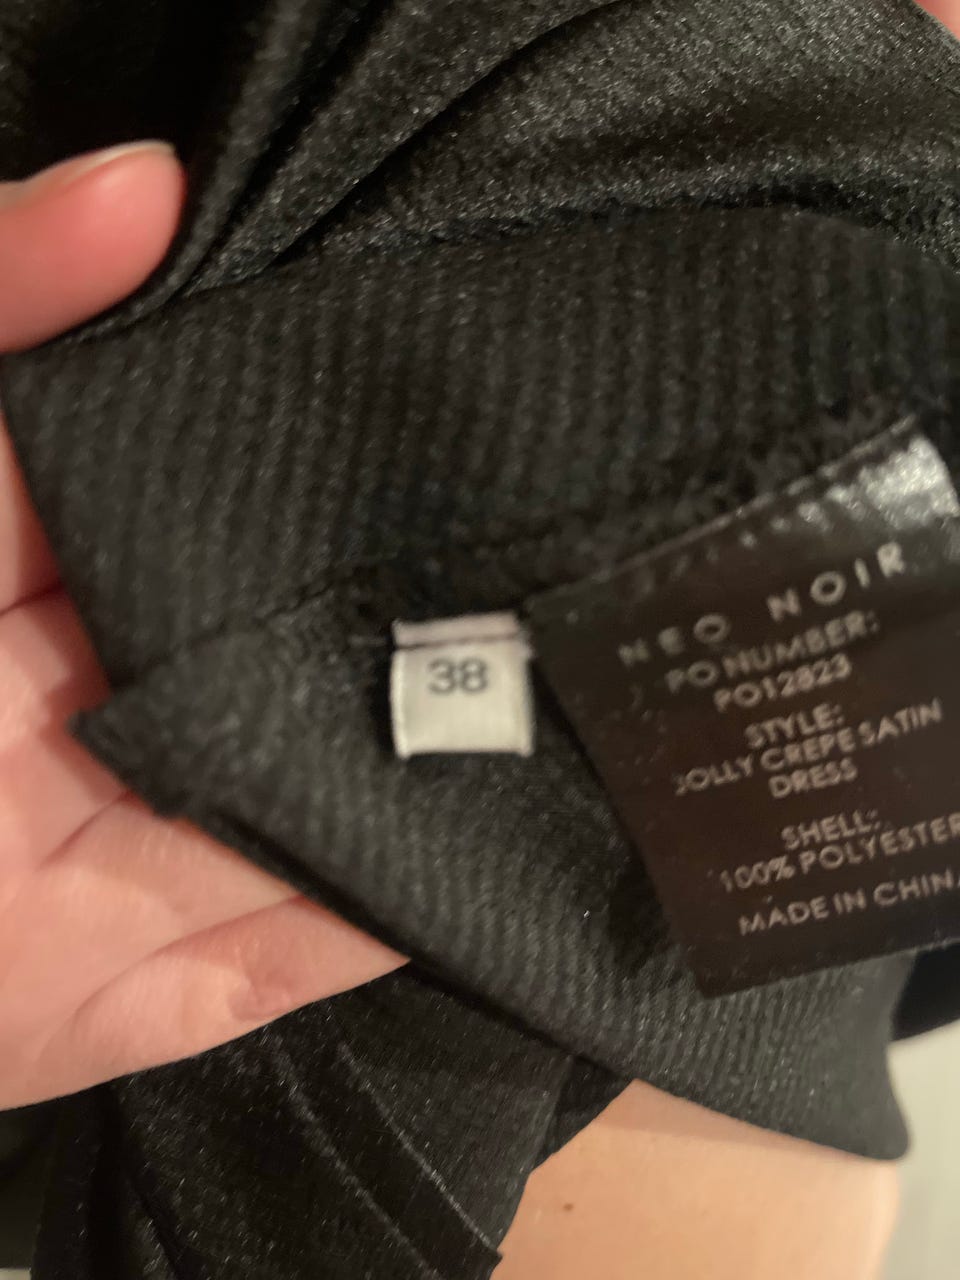 38
NEO NOIR
PO NUMBER:
PO12823
STYLE:
JOLLY CREPE SATIN
DRESS
SHELL:
100% POLYESTER
MADE IN CHINA